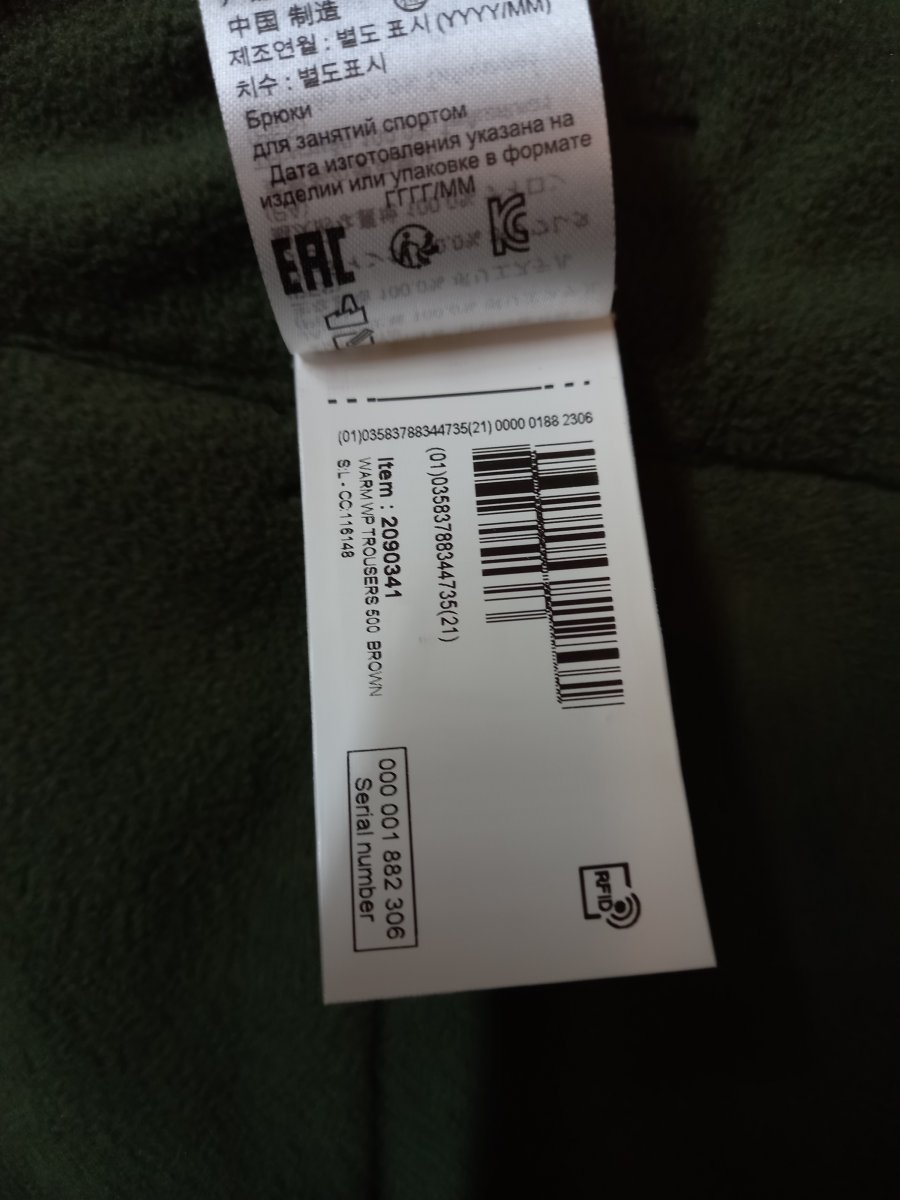 中国 制造
제조연월 : 별도 표시 (YYYY/MM)
치수 : 별도표시
Брюки
для занятий спортом
Дата изготовления указана на
изделии или упаковке в формате
ГГГГ/ММ
EAC
(01)03583788344735(21) 0000 0188 2306
(01)03583788344735(21)
Item : 2090341
WARM WP TROUSERS 500 BROWN
S:L - CC:116148
000 001 882 306
Serial number
RFID